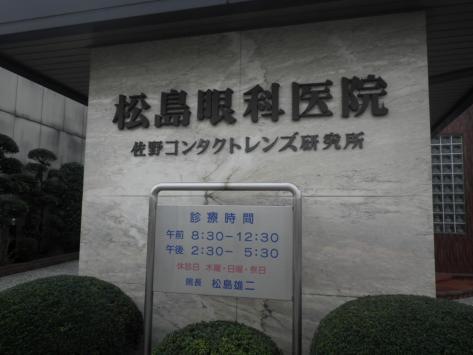 松島眼科医院
佐野コンタクトレンズ研究所
診療時間
午前 8:30-12:30
午後 2:30- 5:30
休診日 木曜・日曜・祭日
院長 松島雄二